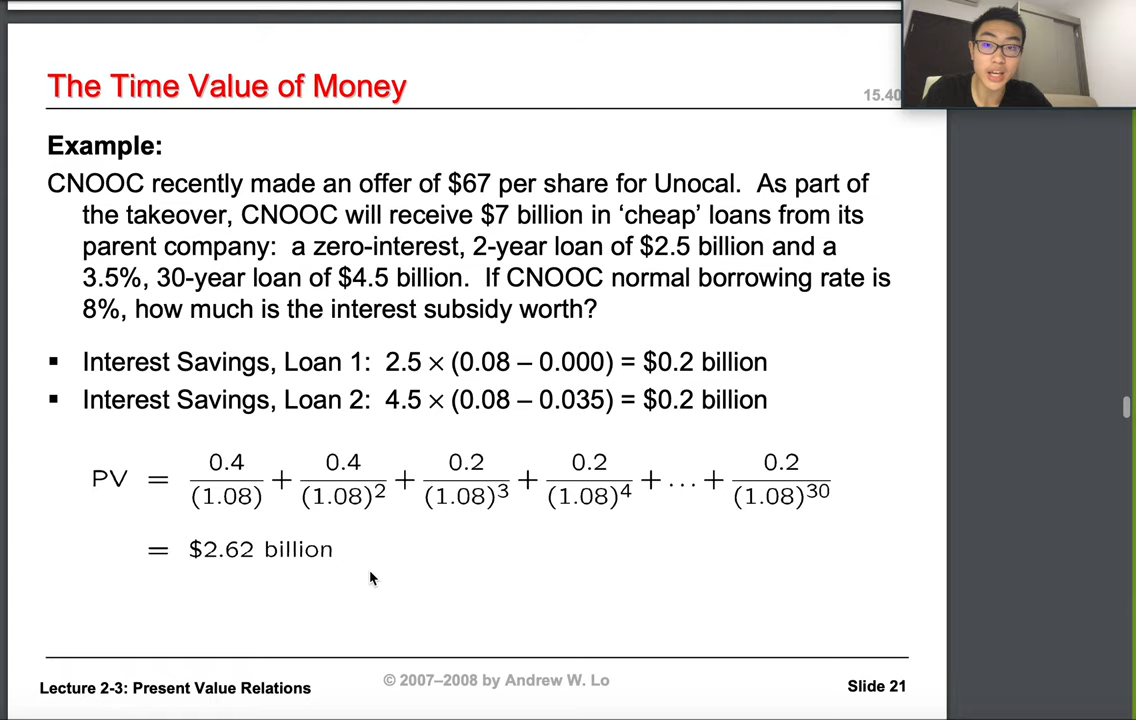 The Time Value of Money
15.40
Example:
CNOOC recently made an offer of $67 per share for Unocal. As part of
the takeover, CNOOC will receive $7 billion in ‘cheap’ loans from its
parent company: a zero-interest, 2-year loan of $2.5 billion and a
3.5%, 30-year loan of $4.5 billion. If CNOOC normal borrowing rate is
8%, how much is the interest subsidy worth?
▪ Interest Savings, Loan 1: 2.5 × (0.08 – 0.000) = $0.2 billion
▪ Interest Savings, Loan 2: 4.5 × (0.08 – 0.035) = $0.2 billion
PV = 0.4/(1.08) + 0.4/(1.08)^2 + 0.2/(1.08)^3 + 0.2/(1.08)^4 + ... + 0.2/(1.08)^30
= $2.62 billion
Lecture 2-3: Present Value Relations
© 2007–2008 by Andrew W. Lo
Slide 21